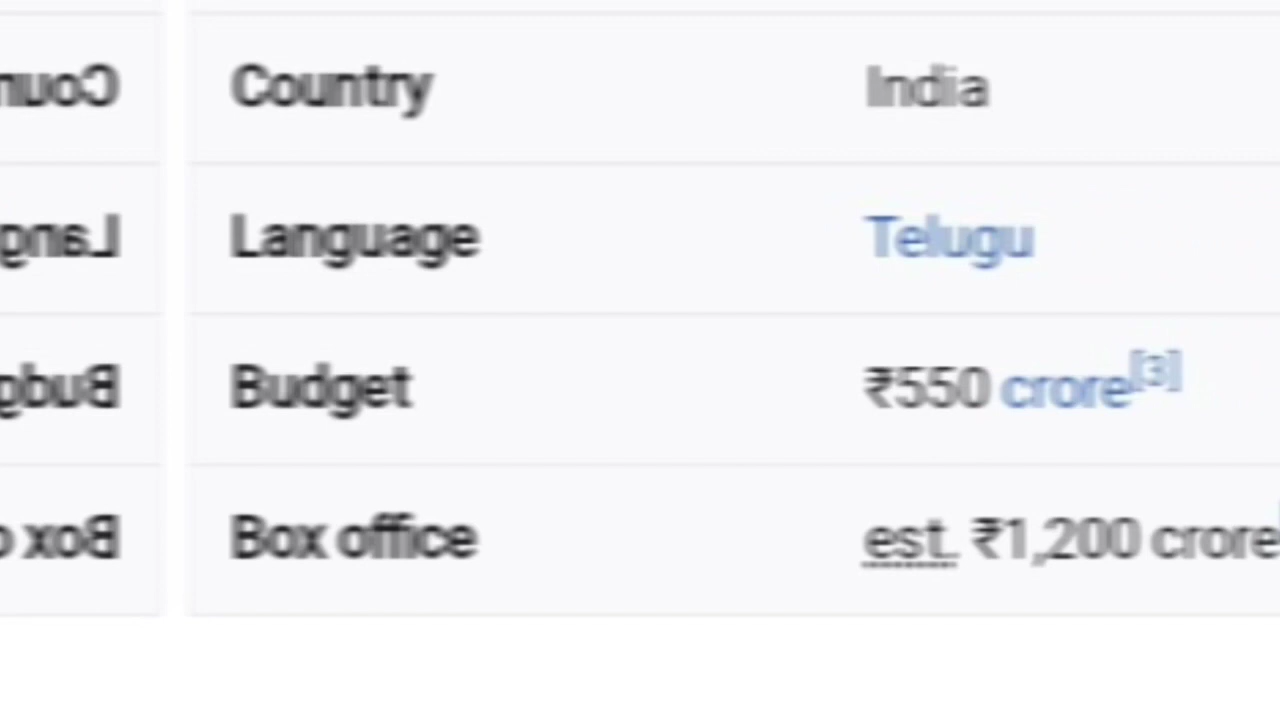 Country India
Language Telugu
Budget ₹550 crore[3]
Box office est. ₹1,200 crore